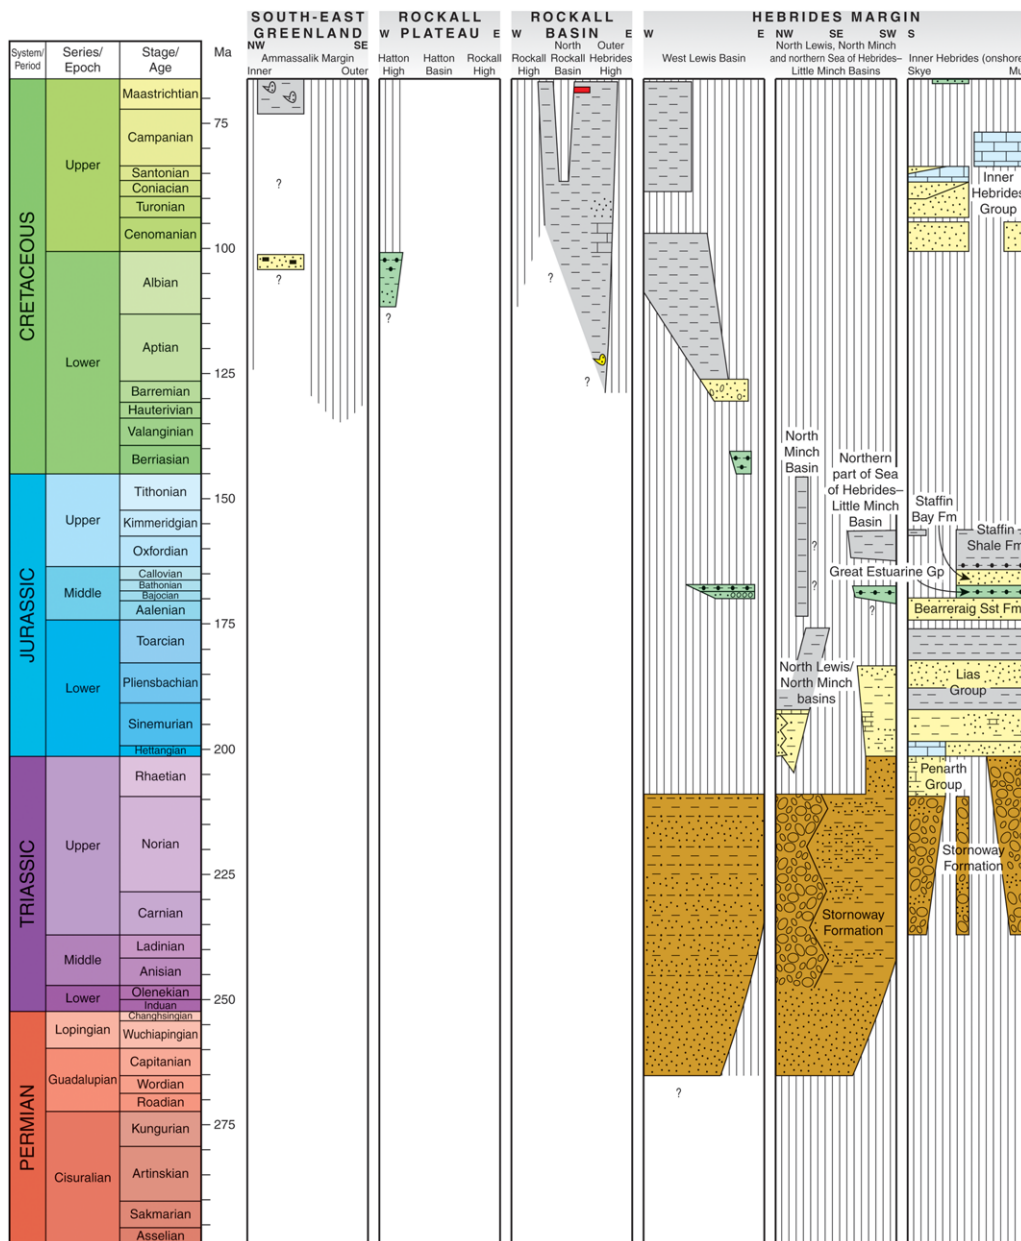 SOUTH-EAST
GREENLAND
NW SE
Ammassalik Margin
Inner Outer
ROCKALL
W PLATEAU E
Hatton High
Hatton Basin
Rockall High
ROCKALL
W BASIN E
Rockall High
North Rockall Basin
Outer Hebrides High
HEBRIDES MARGIN
W E
West Lewis Basin
NW SE SW
North Lewis, North Minch
and northern Sea of Hebrides–
Little Minch Basins
S
Inner Hebrides (onshore
Skye Mu
System/
Period
Series/
Epoch
Stage/
Age
Ma
CRETACEOUS
Upper
Maastrichtian
Campanian
Santonian
Coniacian
Turonian
Cenomanian
Lower
Albian
Aptian
Barremian
Hauterivian
Valanginian
Berriasian
JURASSIC
Upper
Tithonian
Kimmeridgian
Oxfordian
Middle
Callovian
Bathonian
Bajocian
Aalenian
Lower
Toarcian
Pliensbachian
Sinemurian
Hettangian
TRIASSIC
Upper
Rhaetian
Norian
Carnian
Middle
Ladinian
Anisian
Lower
Olenekian
Induan
PERMIAN
Lopingian
Changhsingian
Wuchiapingian
Guadalupian
Capitanian
Wordian
Roadian
Cisuralian
Kungurian
Artinskian
Sakmarian
Asselian
75
100
125
150
175
200
225
250
275
?
?
?
?
?
North
Minch
Basin
?
?
Northern
part of Sea
of Hebrides–
Little Minch
Basin
?
Great Estuarine Gp
North Lewis/
North Minch
basins
Stornoway
Formation
?
Inner
Hebrides
Group
Staffin
Bay Fm
Staffin
Shale Fm
Bearreraig Sst Fm
Lias
Group
Penarth
Group
Stornoway
Formation